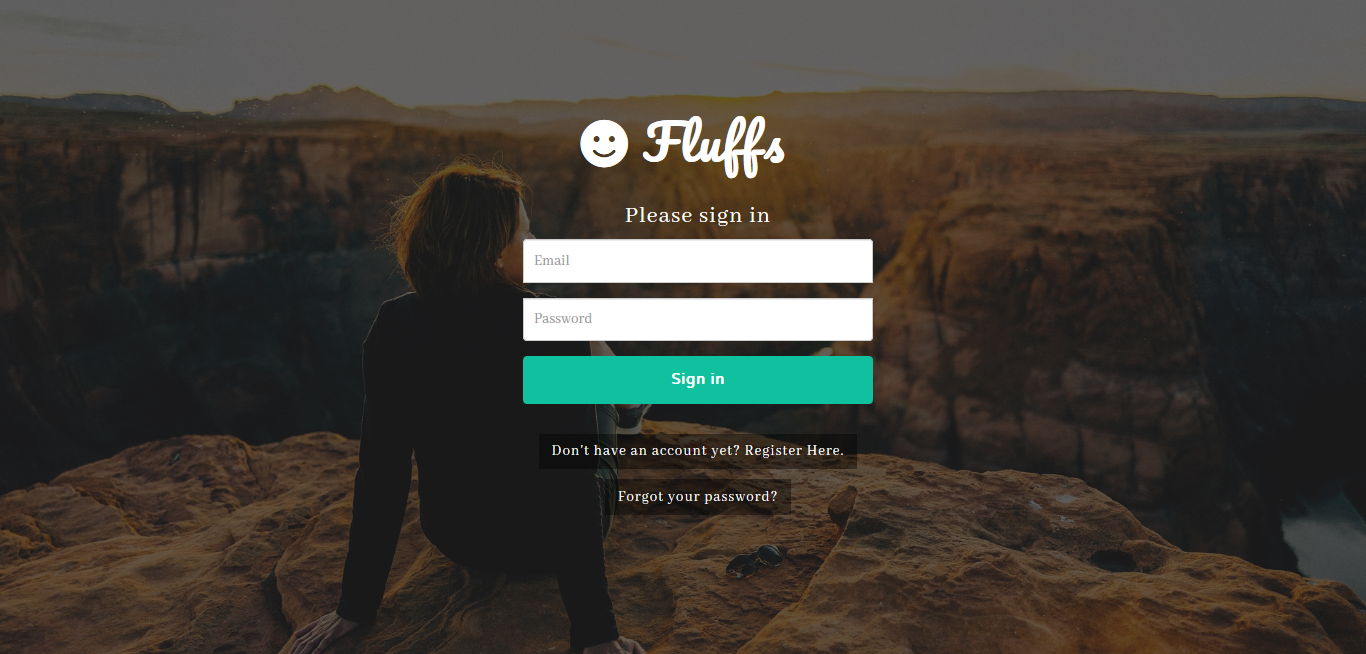 Fluffs
Please sign in
Email
Password
Sign in
Don't have an account yet? Register Here.
Forgot your password?